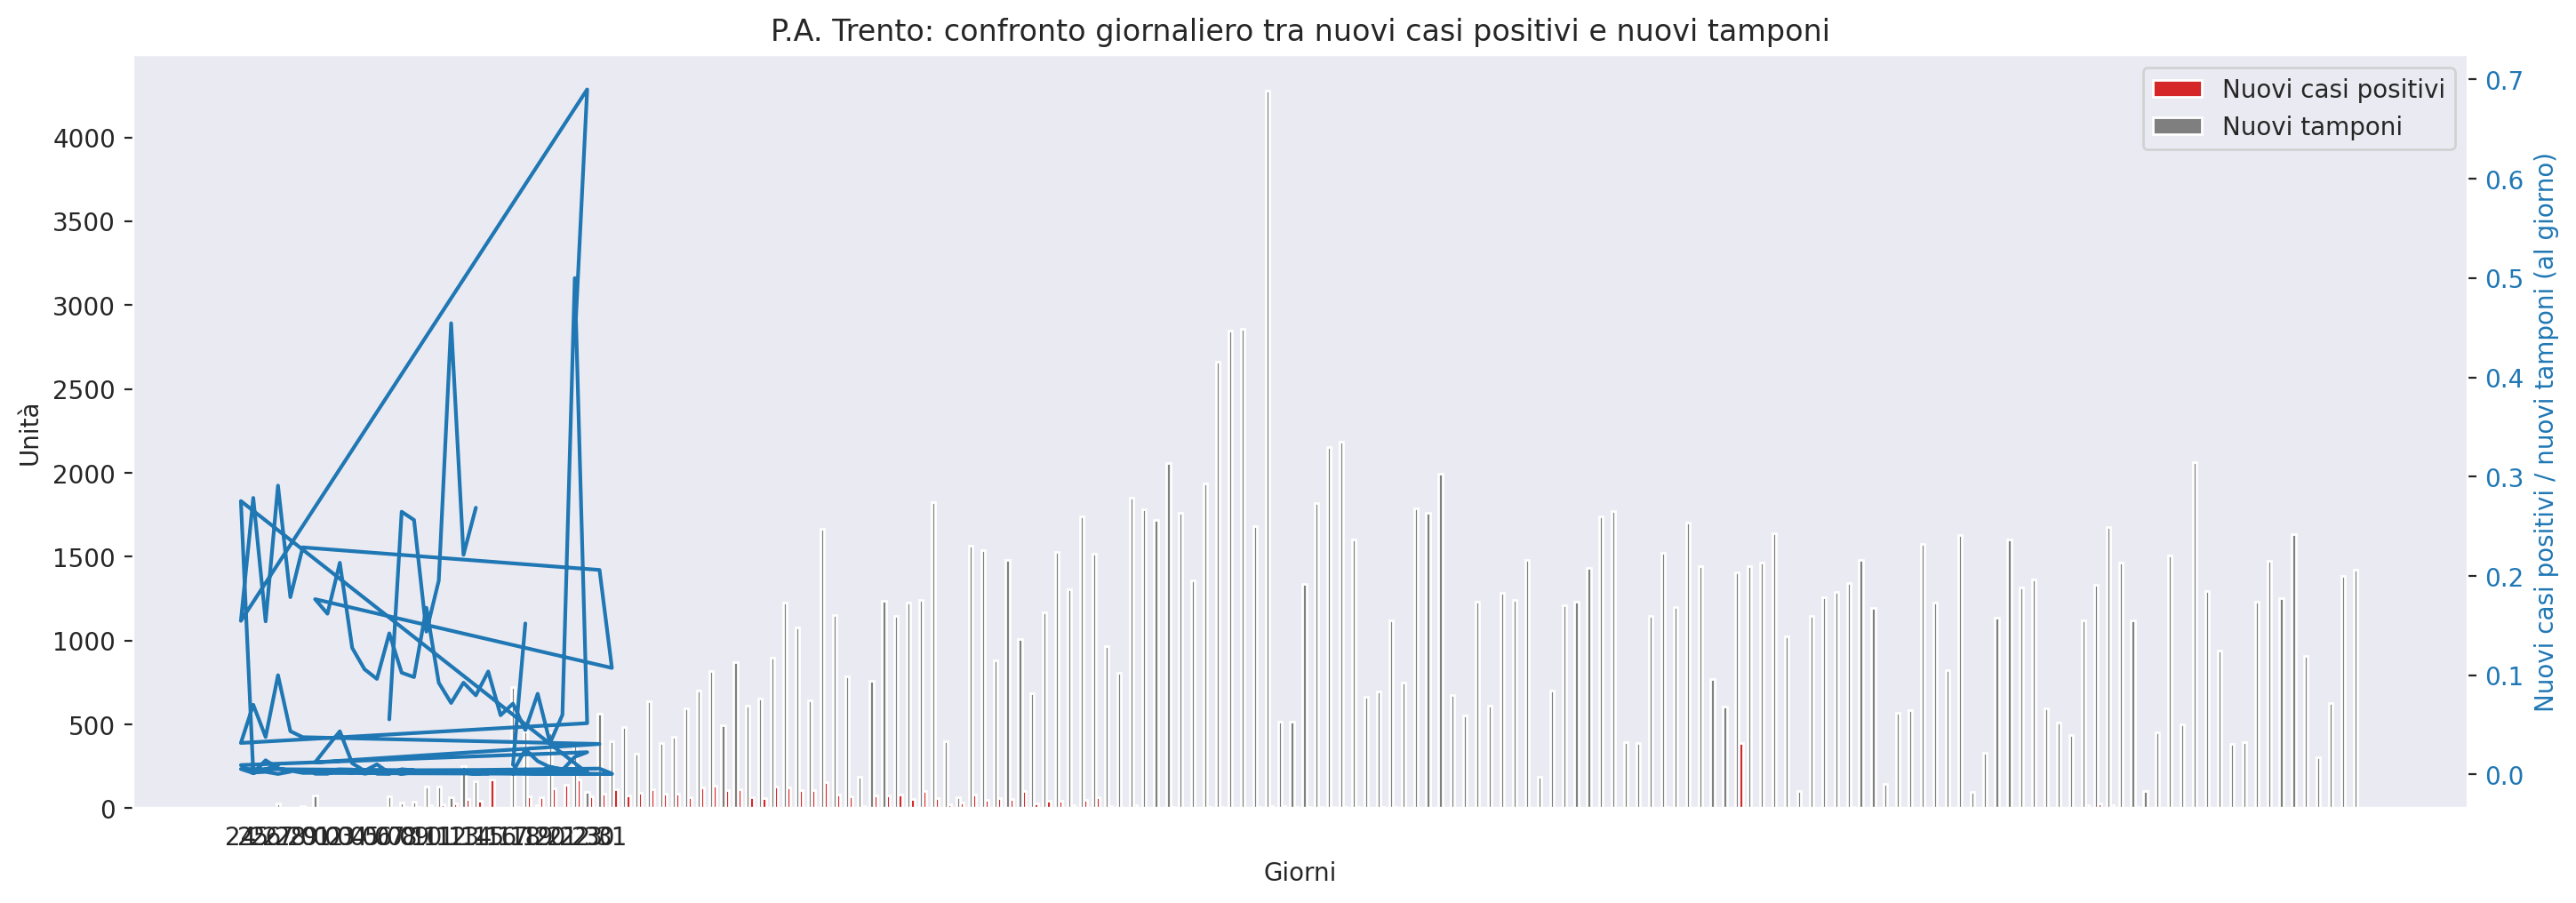 P.A. Trento: confronto giornaliero tra nuovi casi positivi e nuovi tamponi
Nuovi casi positivi
Nuovi tamponi
4000
3500
3000
2500
2000
1500
1000
500
0
Unità
0.7
0.6
0.5
0.4
0.3
0.2
0.1
0.0
Nuovi casi positivi / nuovi tamponi (al giorno)
Giorni